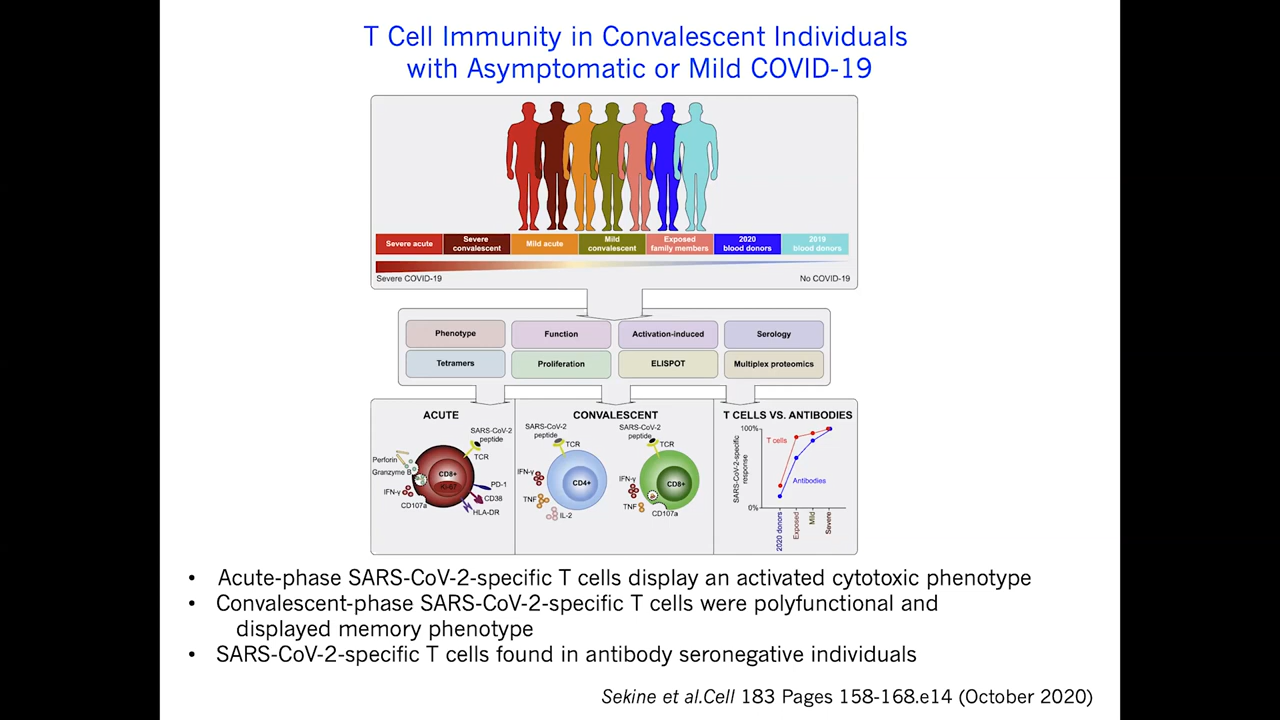 T Cell Immunity in Convalescent Individuals
with Asymptomatic or Mild COVID-19
Severe acute
Severe
convalescent
Mild acute
Mild
convalescent
Exposed
family members
2020
blood donors
2019
blood donors
Severe COVID-19
No COVID-19
Phenotype
Function
Activation-induced
Serology
Tetramers
Proliferation
ELISPOT
Multiplex proteomics
ACUTE
SARS-CoV-2
peptide
TCR
Perforin
Granzyme B
CD8+
Ki-67
IFN-γ
CD107a
PD-1
CD38
HLA-DR
CONVALESCENT
SARS-CoV-2
peptide
TCR
IFN-γ
CD4+
TNF
IL-2
SARS-CoV-2
peptide
TCR
IFN-γ
CD8+
TNF
CD107a
T CELLS VS. ANTIBODIES
100%
T cells
SARS-CoV-2-specific
response
Antibodies
0%
2020 donors
Exposed
Mild
Severe
• Acute-phase SARS-CoV-2-specific T cells display an activated cytotoxic phenotype
• Convalescent-phase SARS-CoV-2-specific T cells were polyfunctional and
displayed memory phenotype
• SARS-CoV-2-specific T cells found in antibody seronegative individuals
Sekine et al.Cell 183 Pages 158-168.e14 (October 2020)